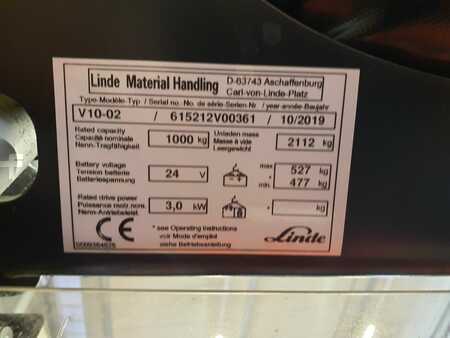 Linde Material Handling
D-63743 Aschaffenburg
Carl-von-Linde-Platz
Type-Modèle-Typ / Serial no. No. de série-Serien-Nr. / year-année-Baujahr
V10-02 / 615212V00361 / 10/2019
Rated capacity
Capacité nominale
Nenn-Tragfähigkeit
1000 kg
Unladen mass
Masse à vide
Leergewicht
2112 kg
Battery voltage
Tension batterie
Batteriespannung
24 V
max 527 kg
*
min. 477 kg
Rated drive power
Puissance motr. nom.
Nenn-Antriebsleist.
3,0 kW
* kg
CE
* see Operating instructions
voir Mode d'emploi
siehe Betriebsanleitung
Linde